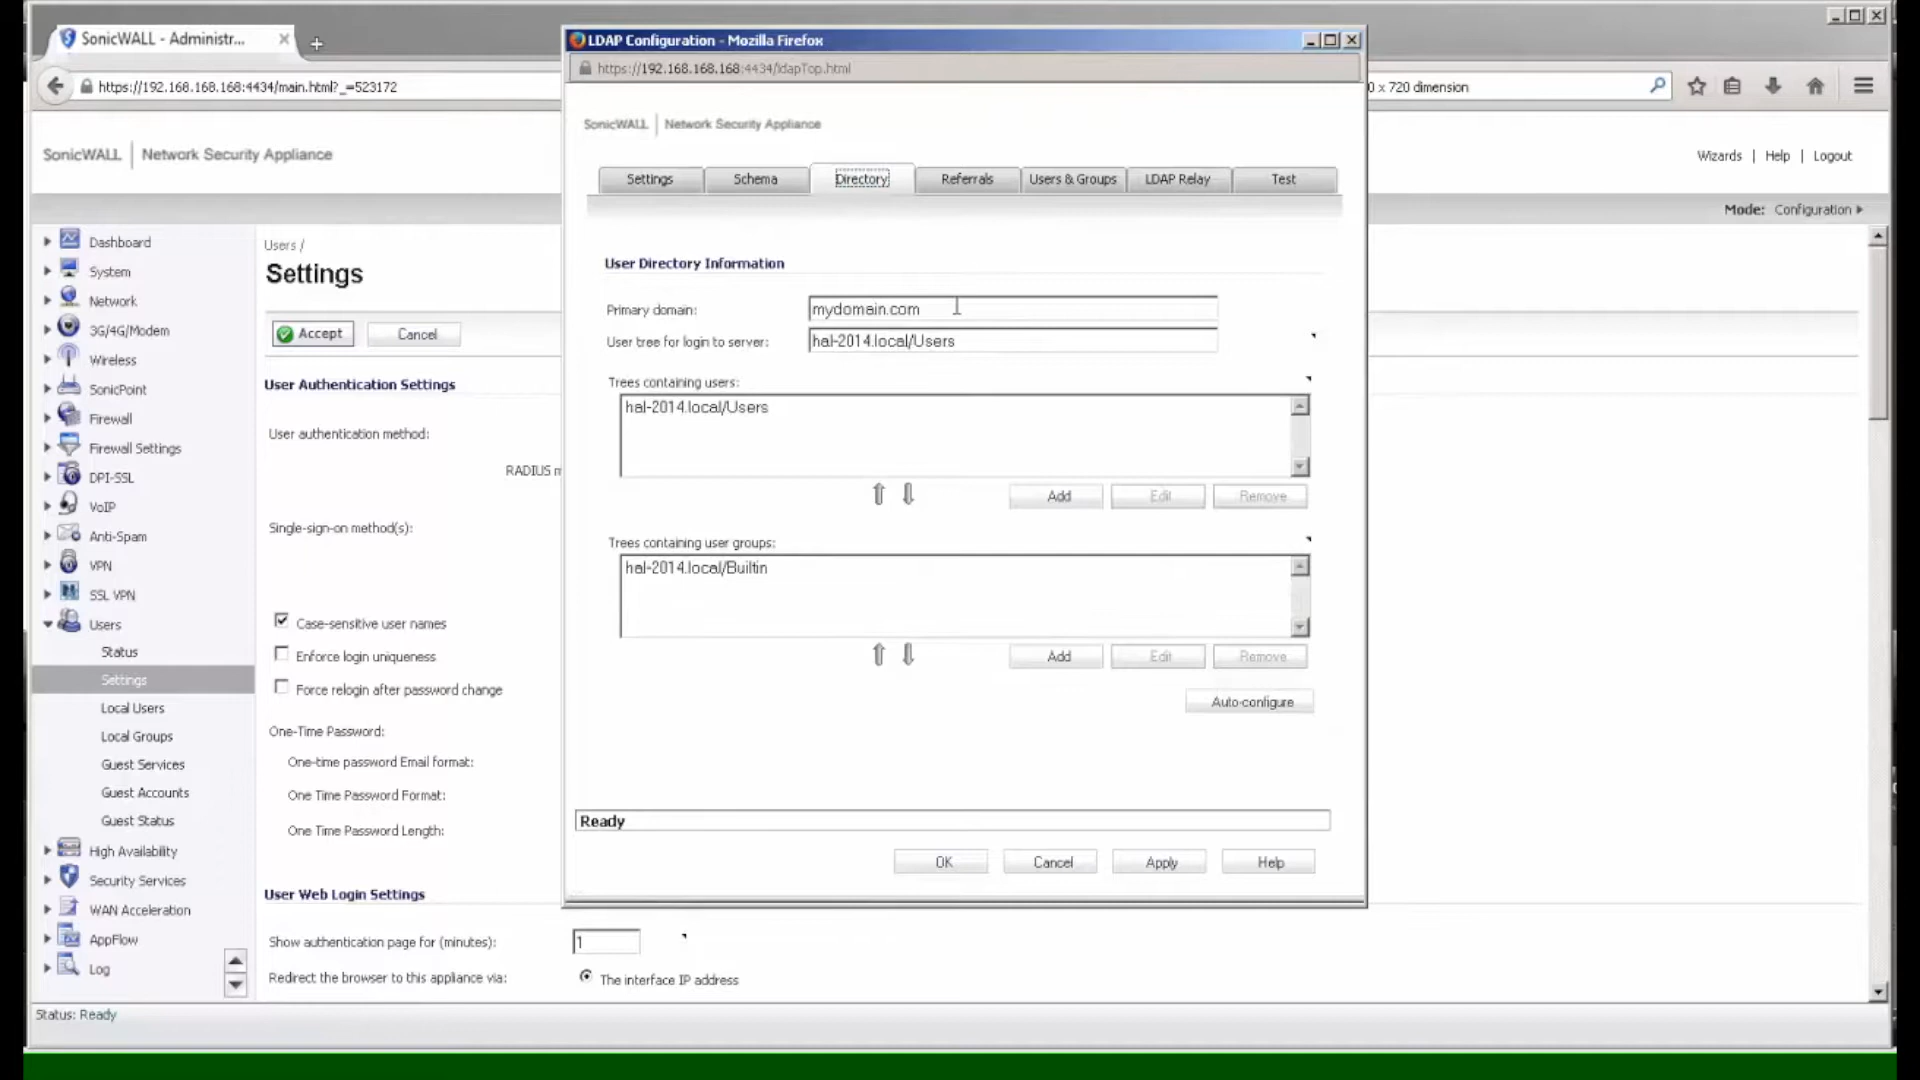 SonicWALL - Administr...
https://192.168.168.168:4434/main.html?_=523172
0 x 720 dimension
SonicWALL | Network Security Appliance
Wizards | Help | Logout
Mode: Configuration
Dashboard
System
Network
3G/4G/Modem
Wireless
SonicPoint
Firewall
Firewall Settings
DPI-SSL
VoIP
Anti-Spam
VPN
SSL VPN
Users
Status
Settings
Local Users
Local Groups
Guest Services
Guest Accounts
Guest Status
High Availability
Security Services
WAN Acceleration
AppFlow
Log
Users /
Settings
Accept
Cancel
User Authentication Settings
User authentication method:
RADIUS
Single-sign-on method(s):
Case-sensitive user names
Enforce login uniqueness
Force relogin after password change
One-Time Password:
One-time password Email format:
One Time Password Format:
One Time Password Length:
User Web Login Settings
Show authentication page for (minutes): 1
Redirect the browser to this appliance via: The interface IP address
LDAP Configuration - Mozilla Firefox
https://192.168.168.168:4434/ldapTop.html
SonicWALL | Network Security Appliance
Settings
Schema
Directory
Referrals
Users & Groups
LDAP Relay
Test
User Directory Information
Primary domain: mydomain.com
User tree for login to server: hal-2014.local/Users
Trees containing users:
hal-2014.local/Users
Add
Edit
Remove
Trees containing user groups:
hal-2014.local/Builtin
Add
Edit
Remove
Auto-configure
Ready
OK
Cancel
Apply
Help
Status: Ready